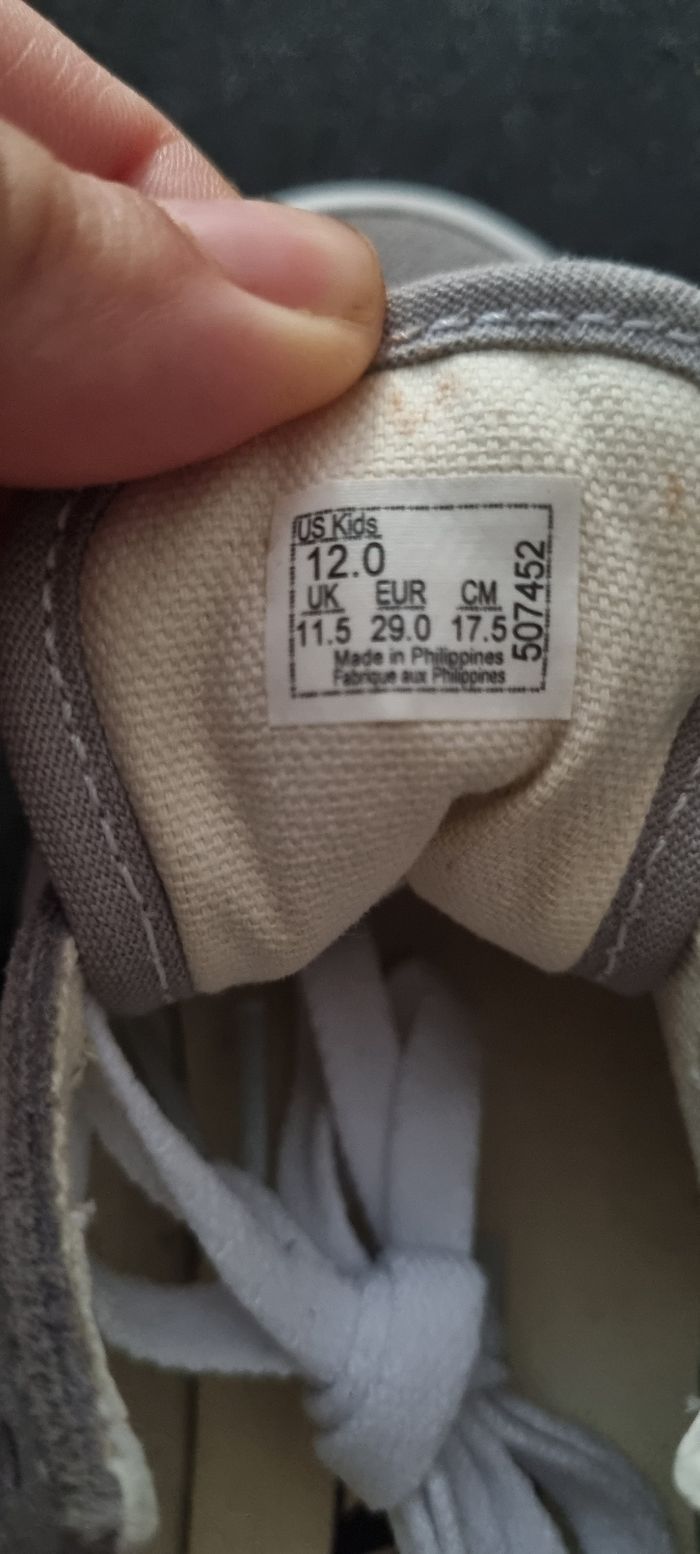 US Kids
12.0
UK EUR CM
11.5 29.0 17.5
Made in Philippines
Fabrique aux Philippines
507452